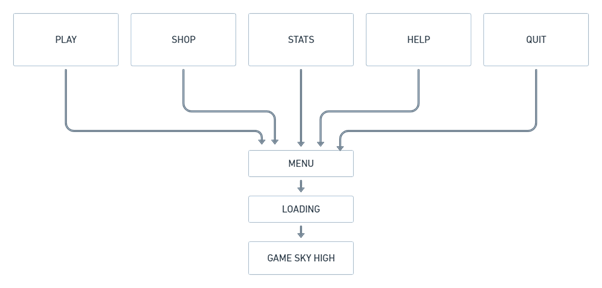 PLAY
SHOP
STATS
HELP
QUIT
MENU
LOADING
GAME SKY HIGH